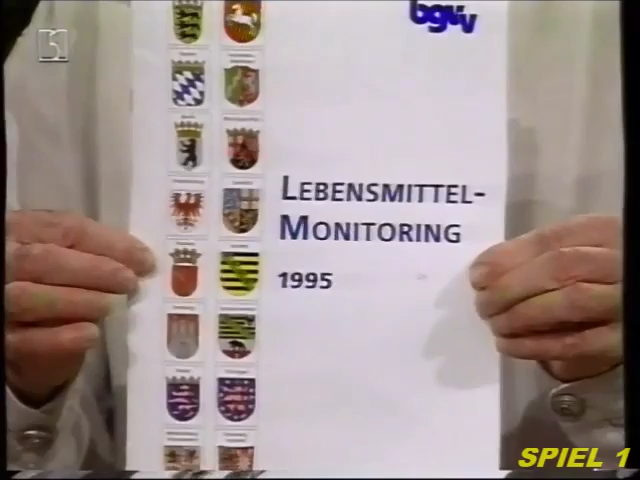 bgvv
LEBENSMITTEL-
MONITORING
1995
SPIEL 1